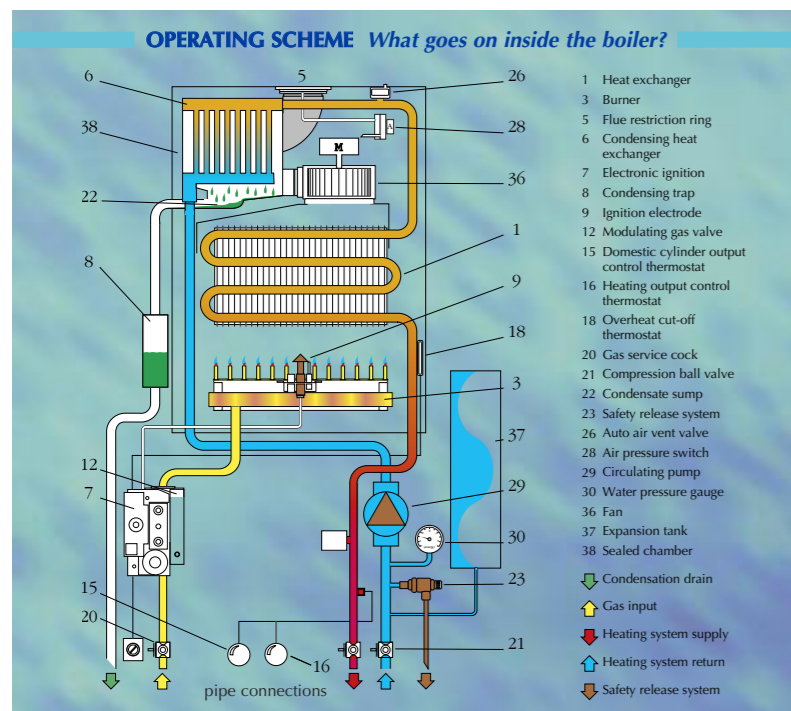 OPERATING SCHEME What goes on inside the boiler?
6
5
26
38
28
M
A
36
22
1
8
9
18
3
37
12
7
29
30
15
23
20
21
16
pipe connections
1 Heat exchanger
3 Burner
5 Flue restriction ring
6 Condensing heat
exchanger
7 Electronic ignition
8 Condensing trap
9 Ignition electrode
12 Modulating gas valve
15 Domestic cylinder output
control thermostat
16 Heating output control
thermostat
18 Overheat cut-off
thermostat
20 Gas service cock
21 Compression ball valve
22 Condensate sump
23 Safety release system
26 Auto air vent valve
28 Air pressure switch
29 Circulating pump
30 Water pressure gauge
36 Fan
37 Expansion tank
38 Sealed chamber
Condensation drain
Gas input
Heating system supply
Heating system return
Safety release system